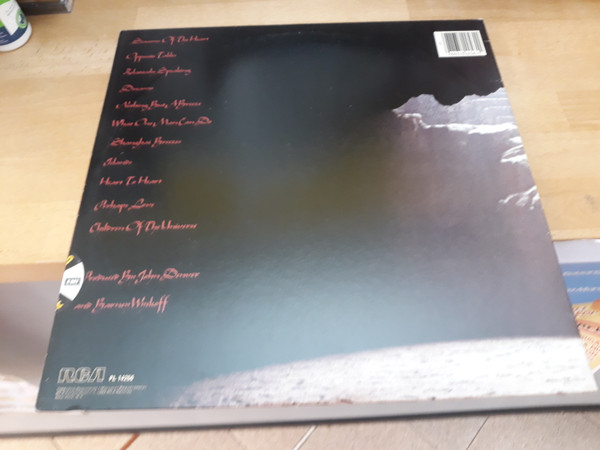 Seasons Of The Heart
Opposite Tables
Relatively Speaking
Dreams
Nothing But A Breeze
What One Man Can Do
Shanghai Breezes
Islands
Heart To Heart
Perhaps Love
Children Of The Universe
Produced By John Denver
and Barney Wyckoff
RCA